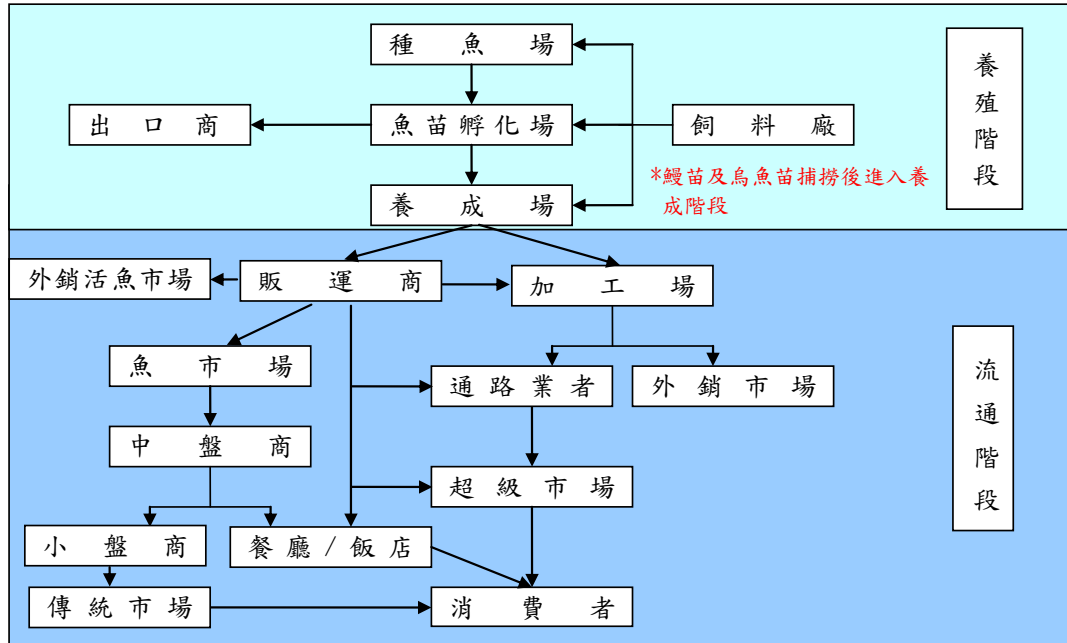 種魚場
養殖階段
出口商
魚苗孵化場
飼料廠
*鰻苗及烏魚苗捕撈後進入養
成階段
養成場
外銷活魚市場
販運商
加工場
流通階段
魚市場
通路業者
外銷市場
中盤商
超級市場
小盤商
餐廳/飯店
傳統市場
消費者